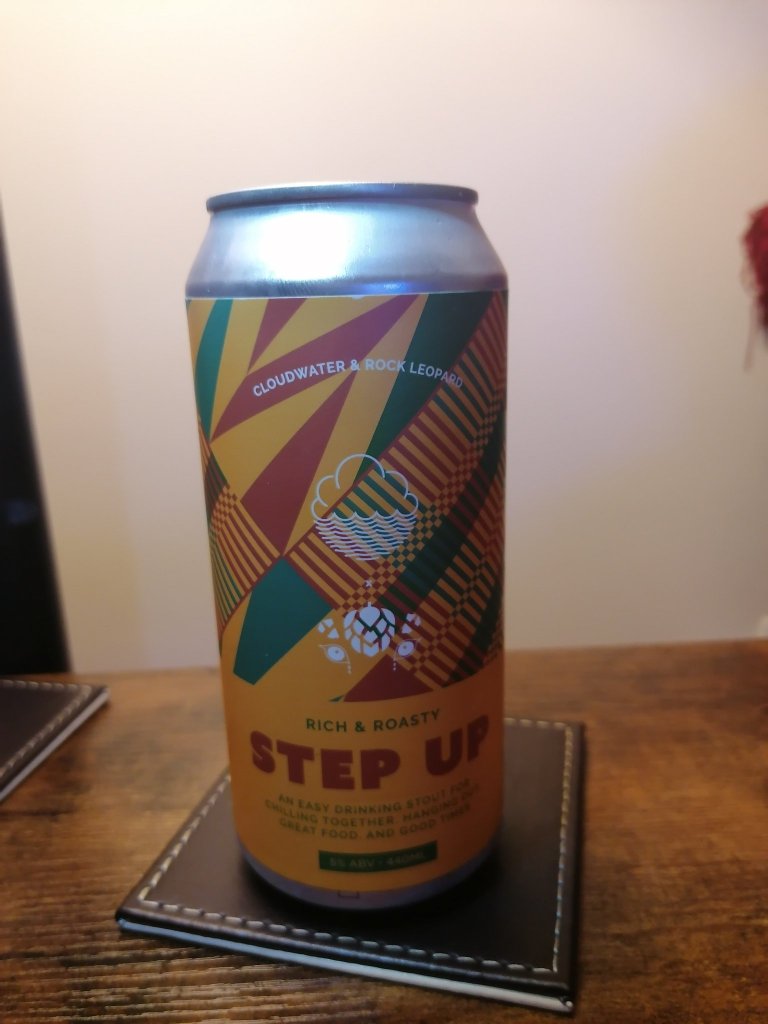 CLOUDWATER & ROCK LEOPARD
RICH & ROASTY
STEP UP
AN EASY DRINKING STOUT FOR
CHILLING TOGETHER, HANGING OUT,
GREAT FOOD, AND GOOD TIMES
6% ABV • 440ML